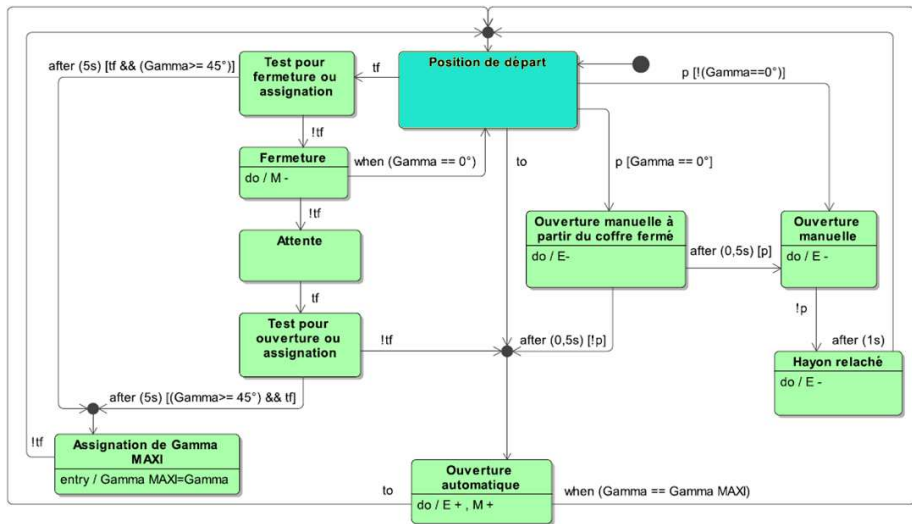 after (5s) [tf && (Gamma>= 45°)]
Test pour
fermeture ou
assignation
tf
Position de départ
p [!(Gamma==0°)]
!tf
Fermeture
do / M -
when (Gamma == 0°)
to
p [Gamma == 0°]
!tf
Attente
Ouverture manuelle à
partir du coffre fermé
do / E-
after (0,5s) [p]
Ouverture
manuelle
do / E -
tf
Test pour
ouverture ou
assignation
!tf
after (0,5s) [!p]
!p
after (1s)
Hayon relaché
do / E -
after (5s) [(Gamma>= 45°) && tf]
!tf
Assignation de Gamma
MAXI
entry / Gamma MAXI=Gamma
to
Ouverture
automatique
do / E + , M +
when (Gamma == Gamma MAXI)